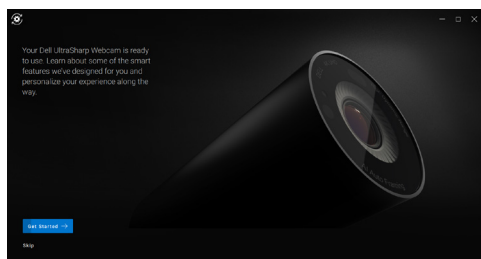 Your Dell UltraSharp Webcam is ready
to use. Learn about some of the smart
features we've designed for you and
personalize your experience along the
way.
Get Started →
Skip